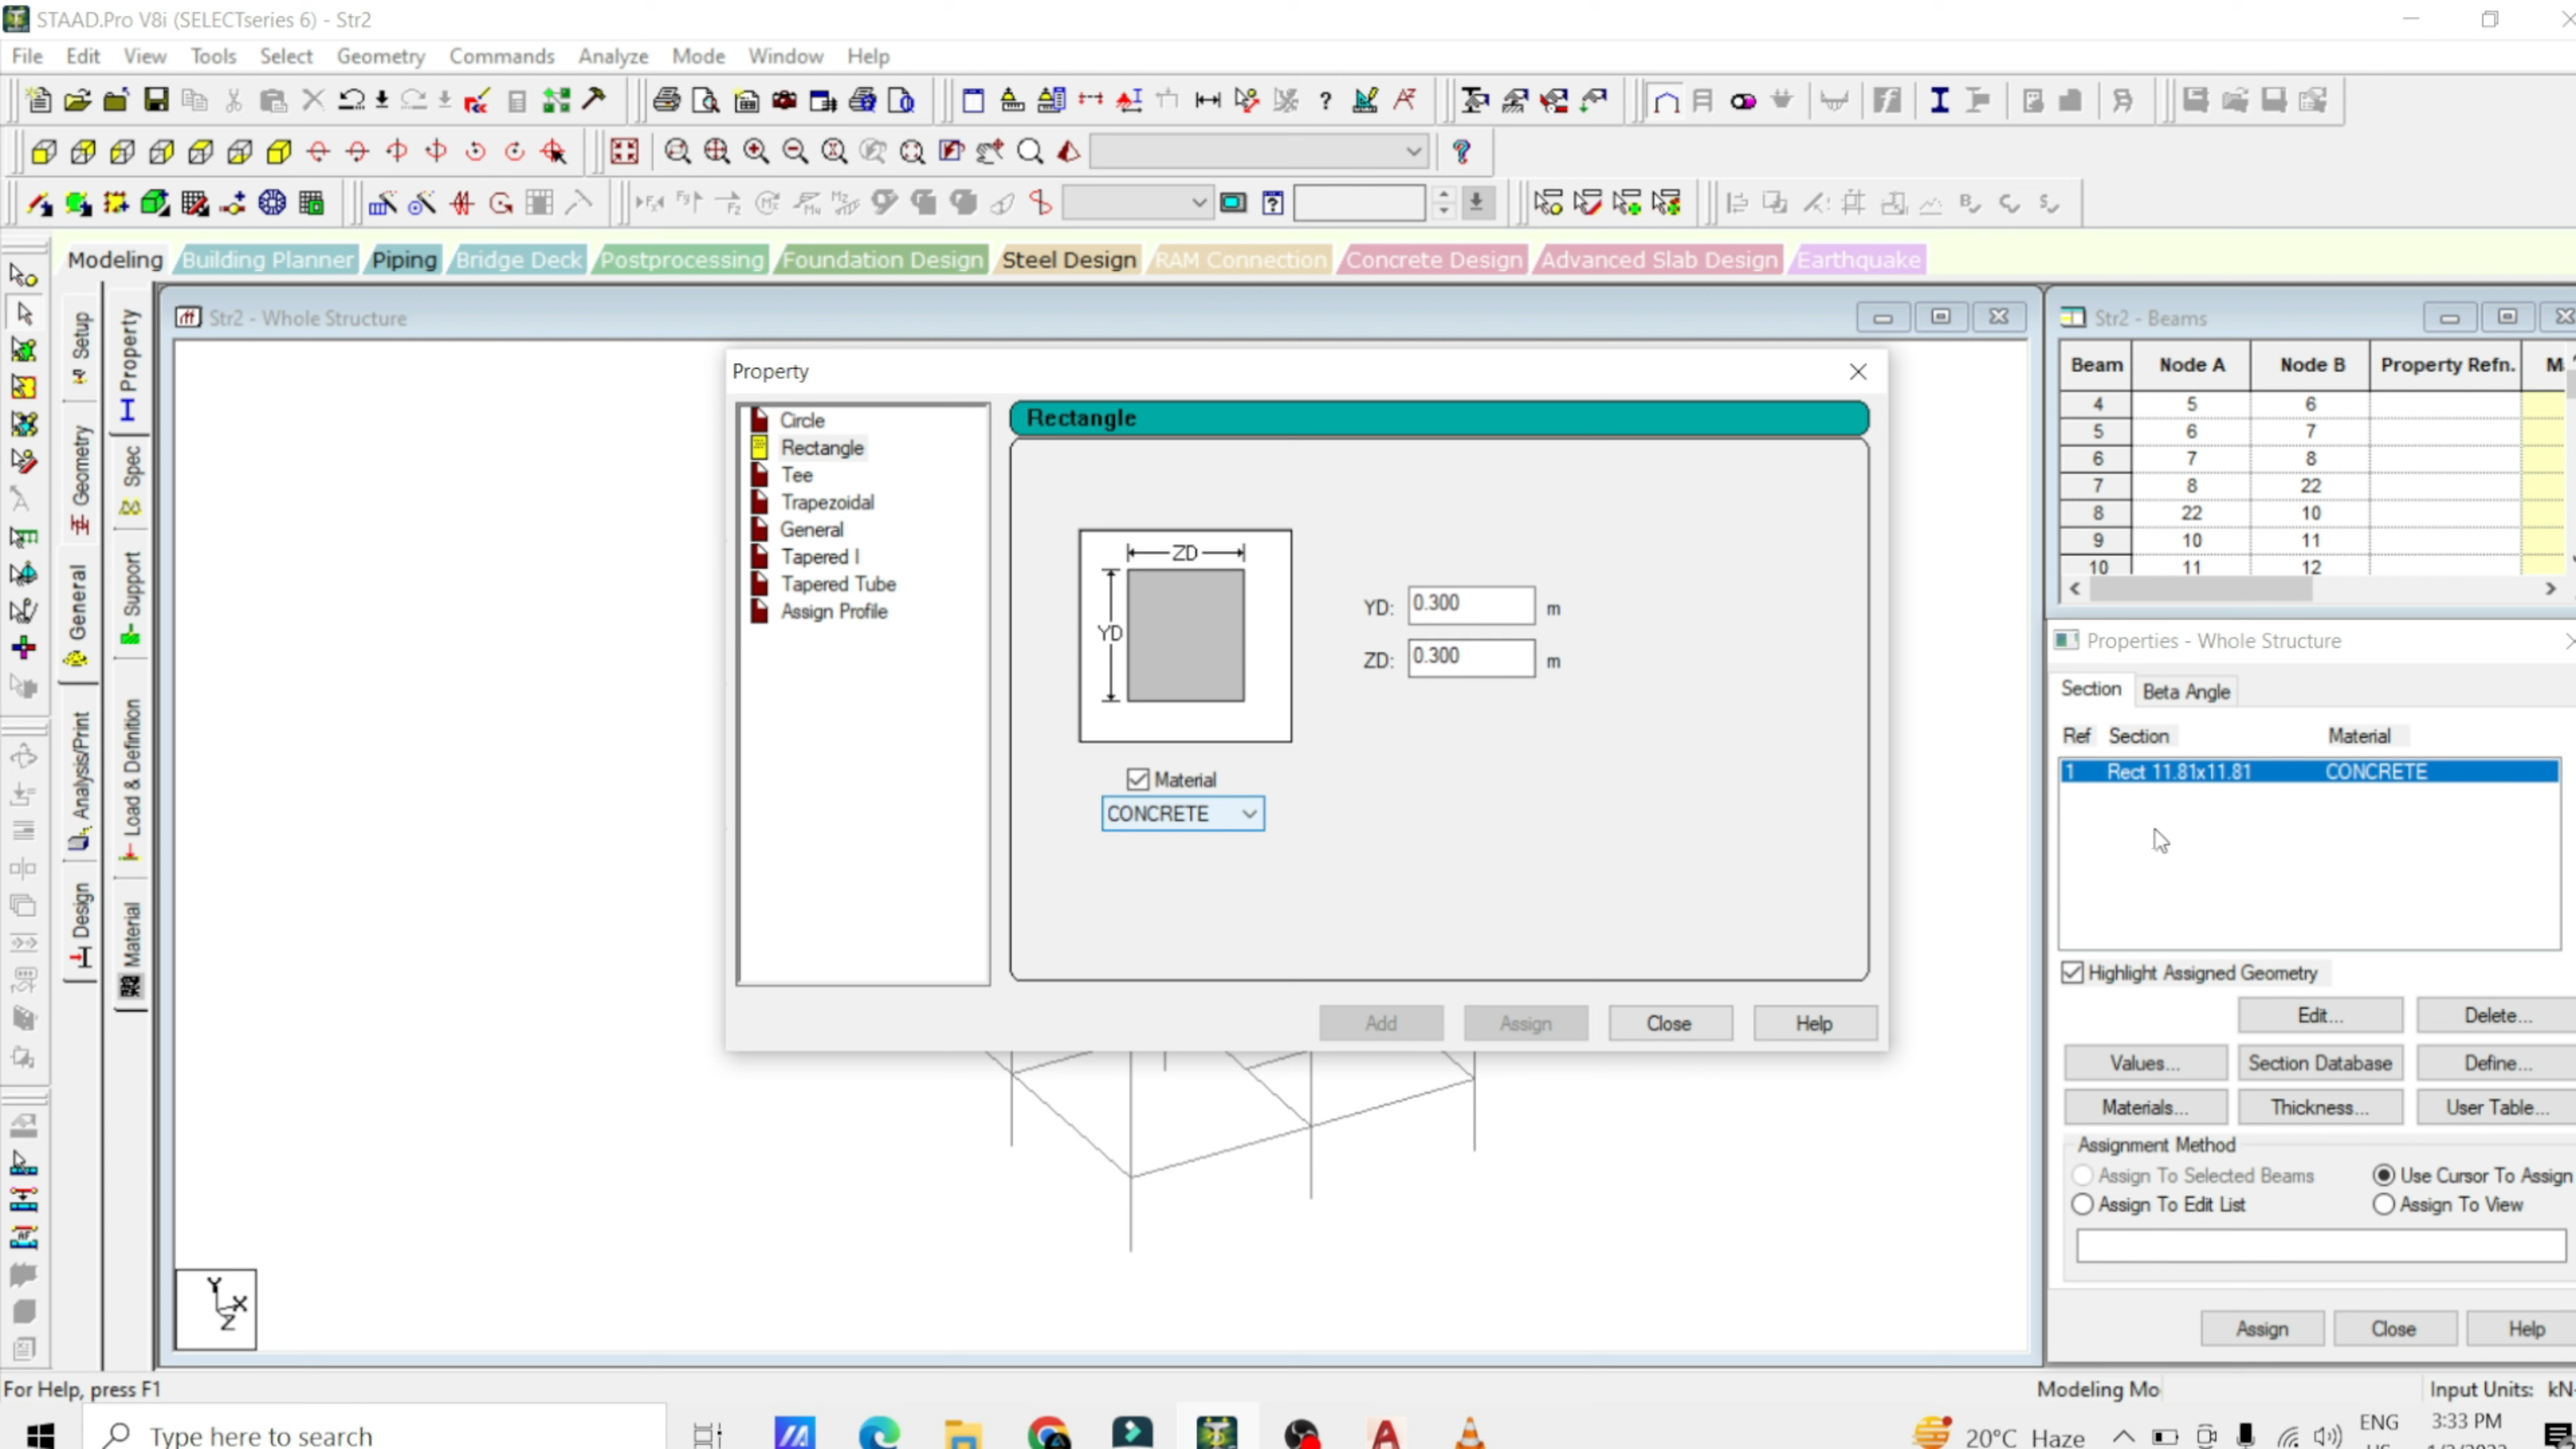 STAAD.Pro V8i (SELECTseries 6) - Str2
File Edit View Tools Select Geometry Commands Analyze Mode Window Help
Modeling Building Planner Piping Bridge Deck Postprocessing Foundation Design Steel Design RAM Connection Concrete Design Advanced Slab Design Earthquake
Setup
Geometry
General
Analysis/Print
Design
Property
Spec
Support
Load & Definition
Material
Str2 - Whole Structure
Property
Circle
Rectangle
Tee
Trapezoidal
General
Tapered I
Tapered Tube
Assign Profile
Rectangle
ZD
YD
YD: 0.300 m
ZD: 0.300 m
Material
CONCRETE
Add Assign Close Help
Y
X
Z
Str2 - Beams
Beam Node A Node B Property Refn.
4 5 6
5 6 7
6 7 8
7 8 22
8 22 10
9 10 11
10 11 12
Properties - Whole Structure
Section Beta Angle
Ref Section Material
1 Rect 11.81x11.81 CONCRETE
Highlight Assigned Geometry
Edit... Delete...
Values... Section Database Define...
Materials... Thickness... User Table...
Assignment Method
Assign To Selected Beams Use Cursor To Assign
Assign To Edit List Assign To View
Assign Close Help
For Help, press F1
Modeling Mo
Input Units: kN-
Type here to search
20°C Haze
ENG
3:33 PM